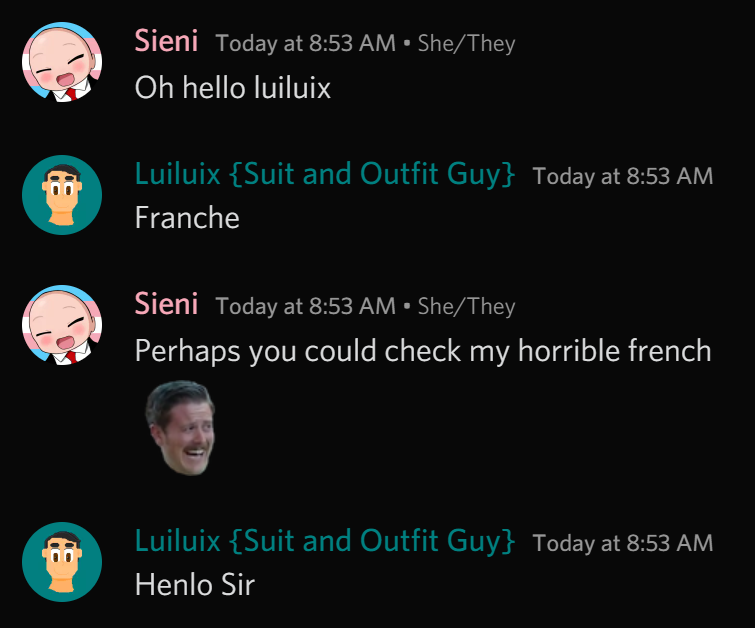 Sieni Today at 8:53 AM • She/They
Oh hello luiluix
Luiluix {Suit and Outfit Guy} Today at 8:53 AM
Franche
Sieni Today at 8:53 AM • She/They
Perhaps you could check my horrible french
Luiluix {Suit and Outfit Guy} Today at 8:53 AM
Henlo Sir